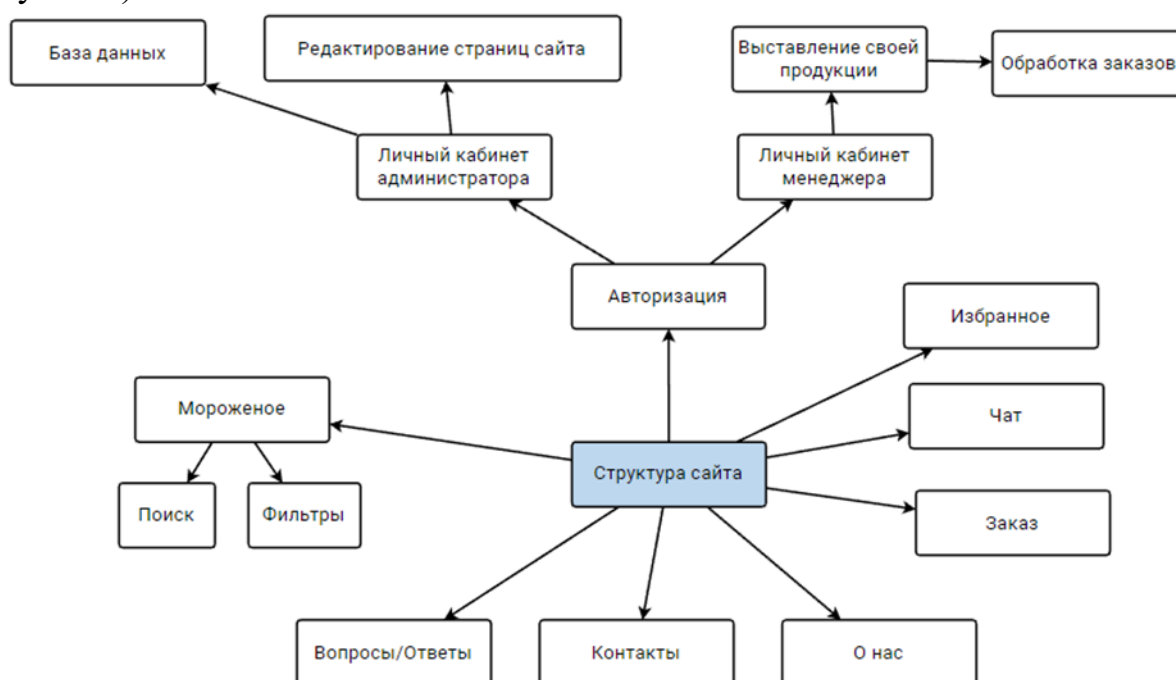 База данных
Редактирование страниц сайта
Выставление своей
продукции
Обработка заказов
Личный кабинет
администратора
Личный кабинет
менеджера
Авторизация
Избранное
Мороженое
Чат
Структура сайта
Поиск
Фильтры
Заказ
Вопросы/Ответы
Контакты
О нас